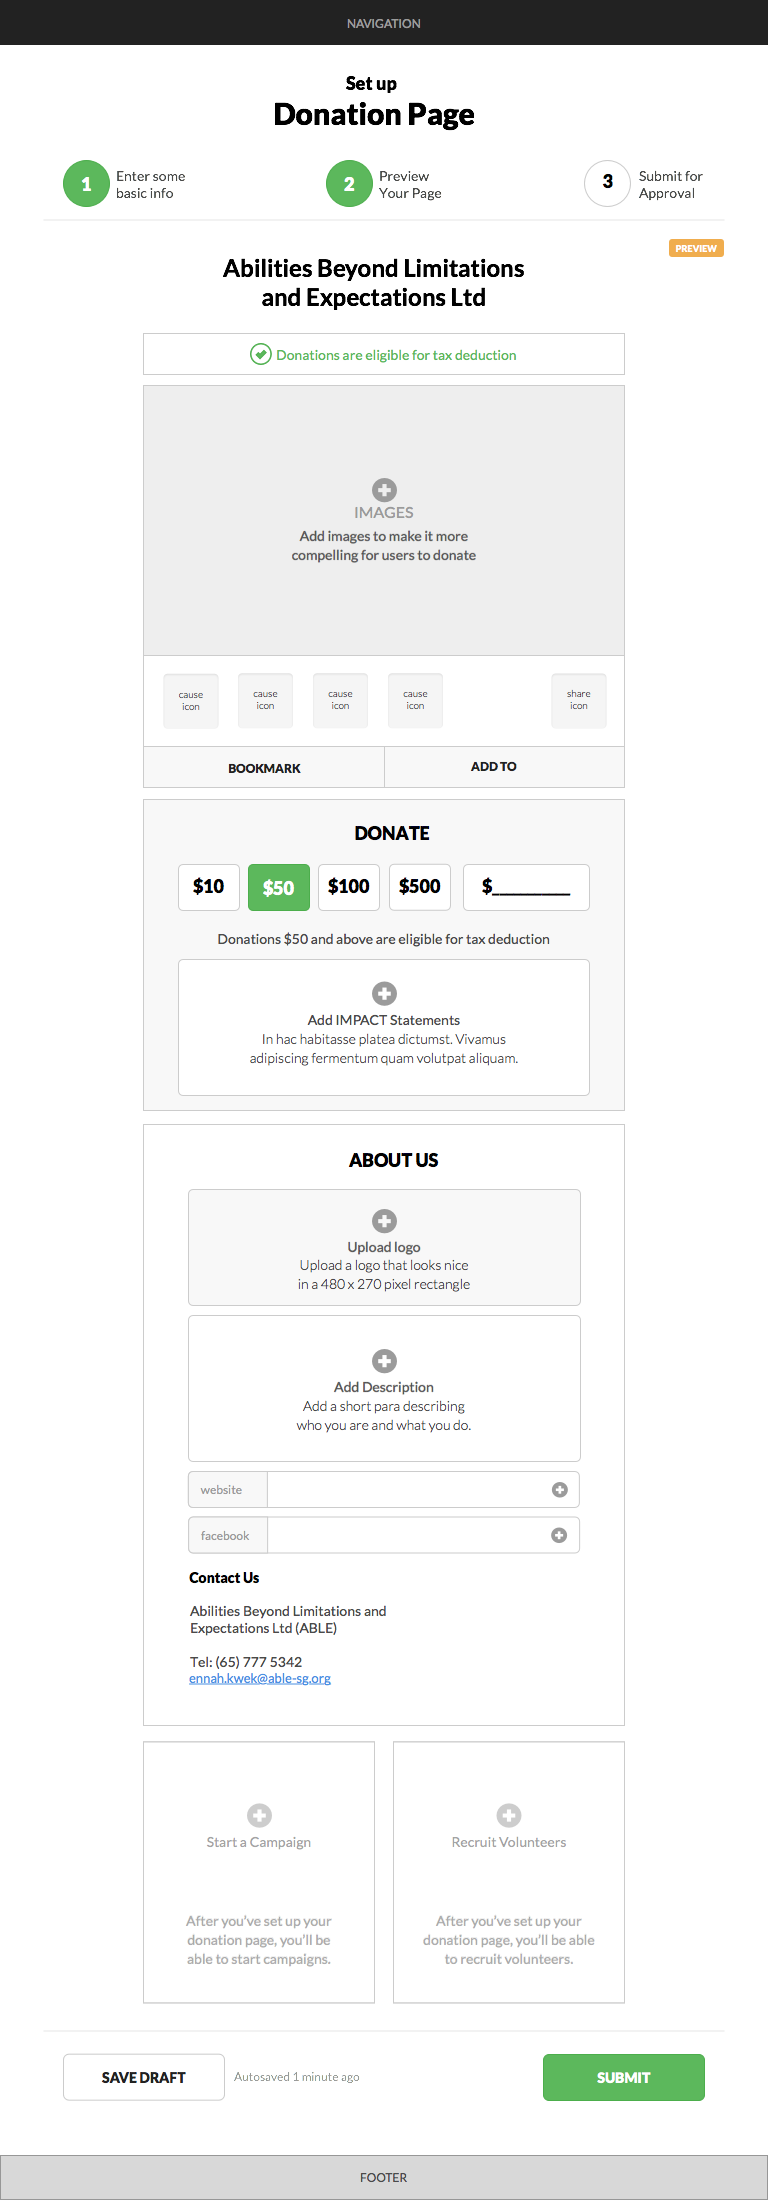 NAVIGATION
Set up
Donation Page
1
Enter some
basic info
2
Preview
Your Page
3
Submit for
Approval
PREVIEW
Abilities Beyond Limitations
and Expectations Ltd
Donations are eligible for tax deduction
IMAGES
Add images to make it more
compelling for users to donate
cause
icon
cause
icon
cause
icon
cause
icon
share
icon
BOOKMARK
ADD TO
DONATE
$10
$50
$100
$500
$_________
Donations $50 and above are eligible for tax deduction
Add IMPACT Statements
In hac habitasse platea dictumst. Vivamus
adipiscing fermentum quam volutpat aliquam.
ABOUT US
Upload logo
Upload a logo that looks nice
in a 480 x 270 pixel rectangle
Add Description
Add a short para describing
who you are and what you do.
website
facebook
Contact Us
Abilities Beyond Limitations and
Expectations Ltd (ABLE)
Tel: (65) 777 5342
ennah.kwek@able-sg.org
Start a Campaign
After you've set up your
donation page, you'll be
able to start campaigns.
Recruit Volunteers
After you've set up your
donation page, you'll be able
to recruit volunteers.
SAVE DRAFT
Autosaved 1 minute ago
SUBMIT
FOOTER